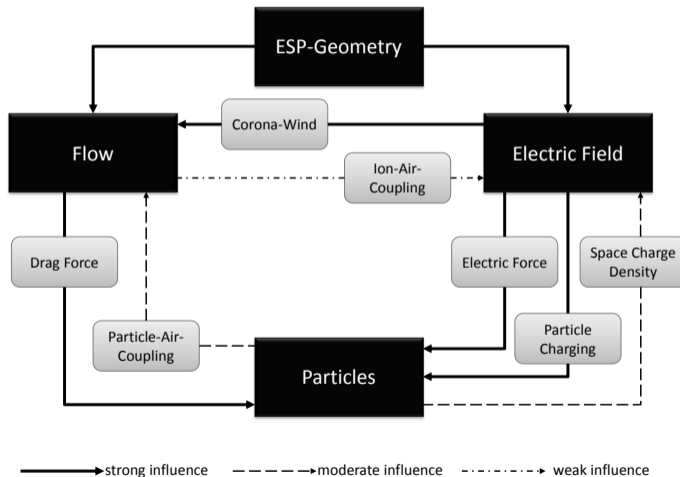 ESP-Geometry
Corona-Wind
Flow
Electric Field
Ion-Air-
Coupling
Drag Force
Electric Force
Space Charge
Density
Particle-Air-
Coupling
Particle
Charging
Particles
strong influence
moderate influence
weak influence